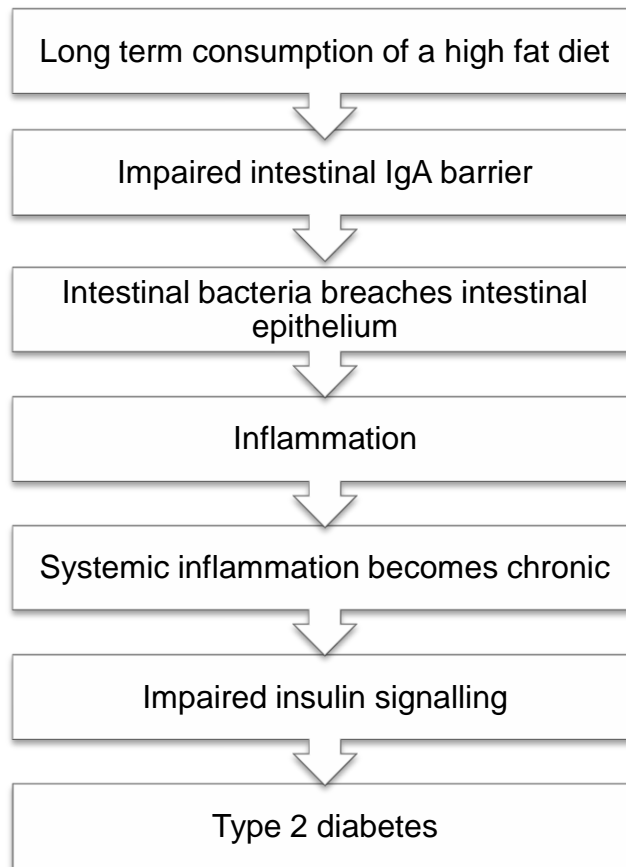 Long term consumption of a high fat diet
Impaired intestinal IgA barrier
Intestinal bacteria breaches intestinal
epithelium
Inflammation
Systemic inflammation becomes chronic
Impaired insulin signalling
Type 2 diabetes